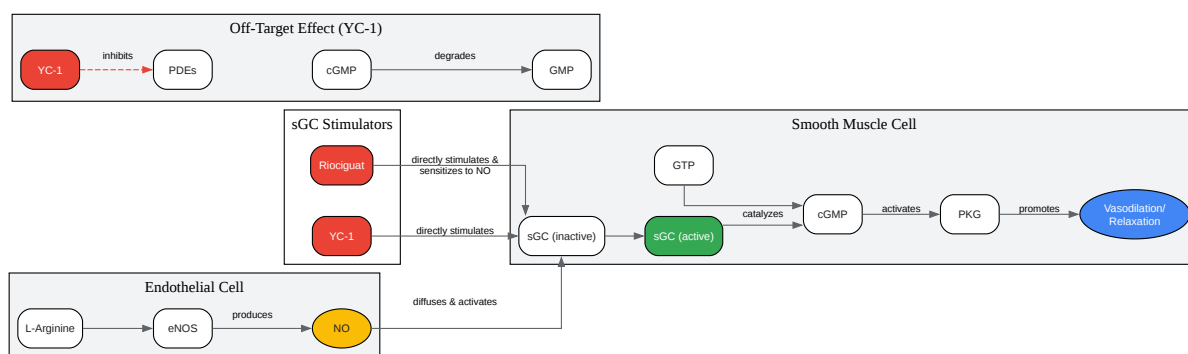 Off-Target Effect (YC-1)
YC-1
inhibits
PDEs
cGMP
degrades
GMP
sGC Stimulators
Riociguat
directly stimulates &
sensitizes to NO
YC-1
directly stimulates
Smooth Muscle Cell
GTP
sGC (inactive)
sGC (active)
catalyzes
cGMP
activates
PKG
promotes
Vasodilation/
Relaxation
Endothelial Cell
L-Arginine
eNOS
produces
NO
diffuses & activates